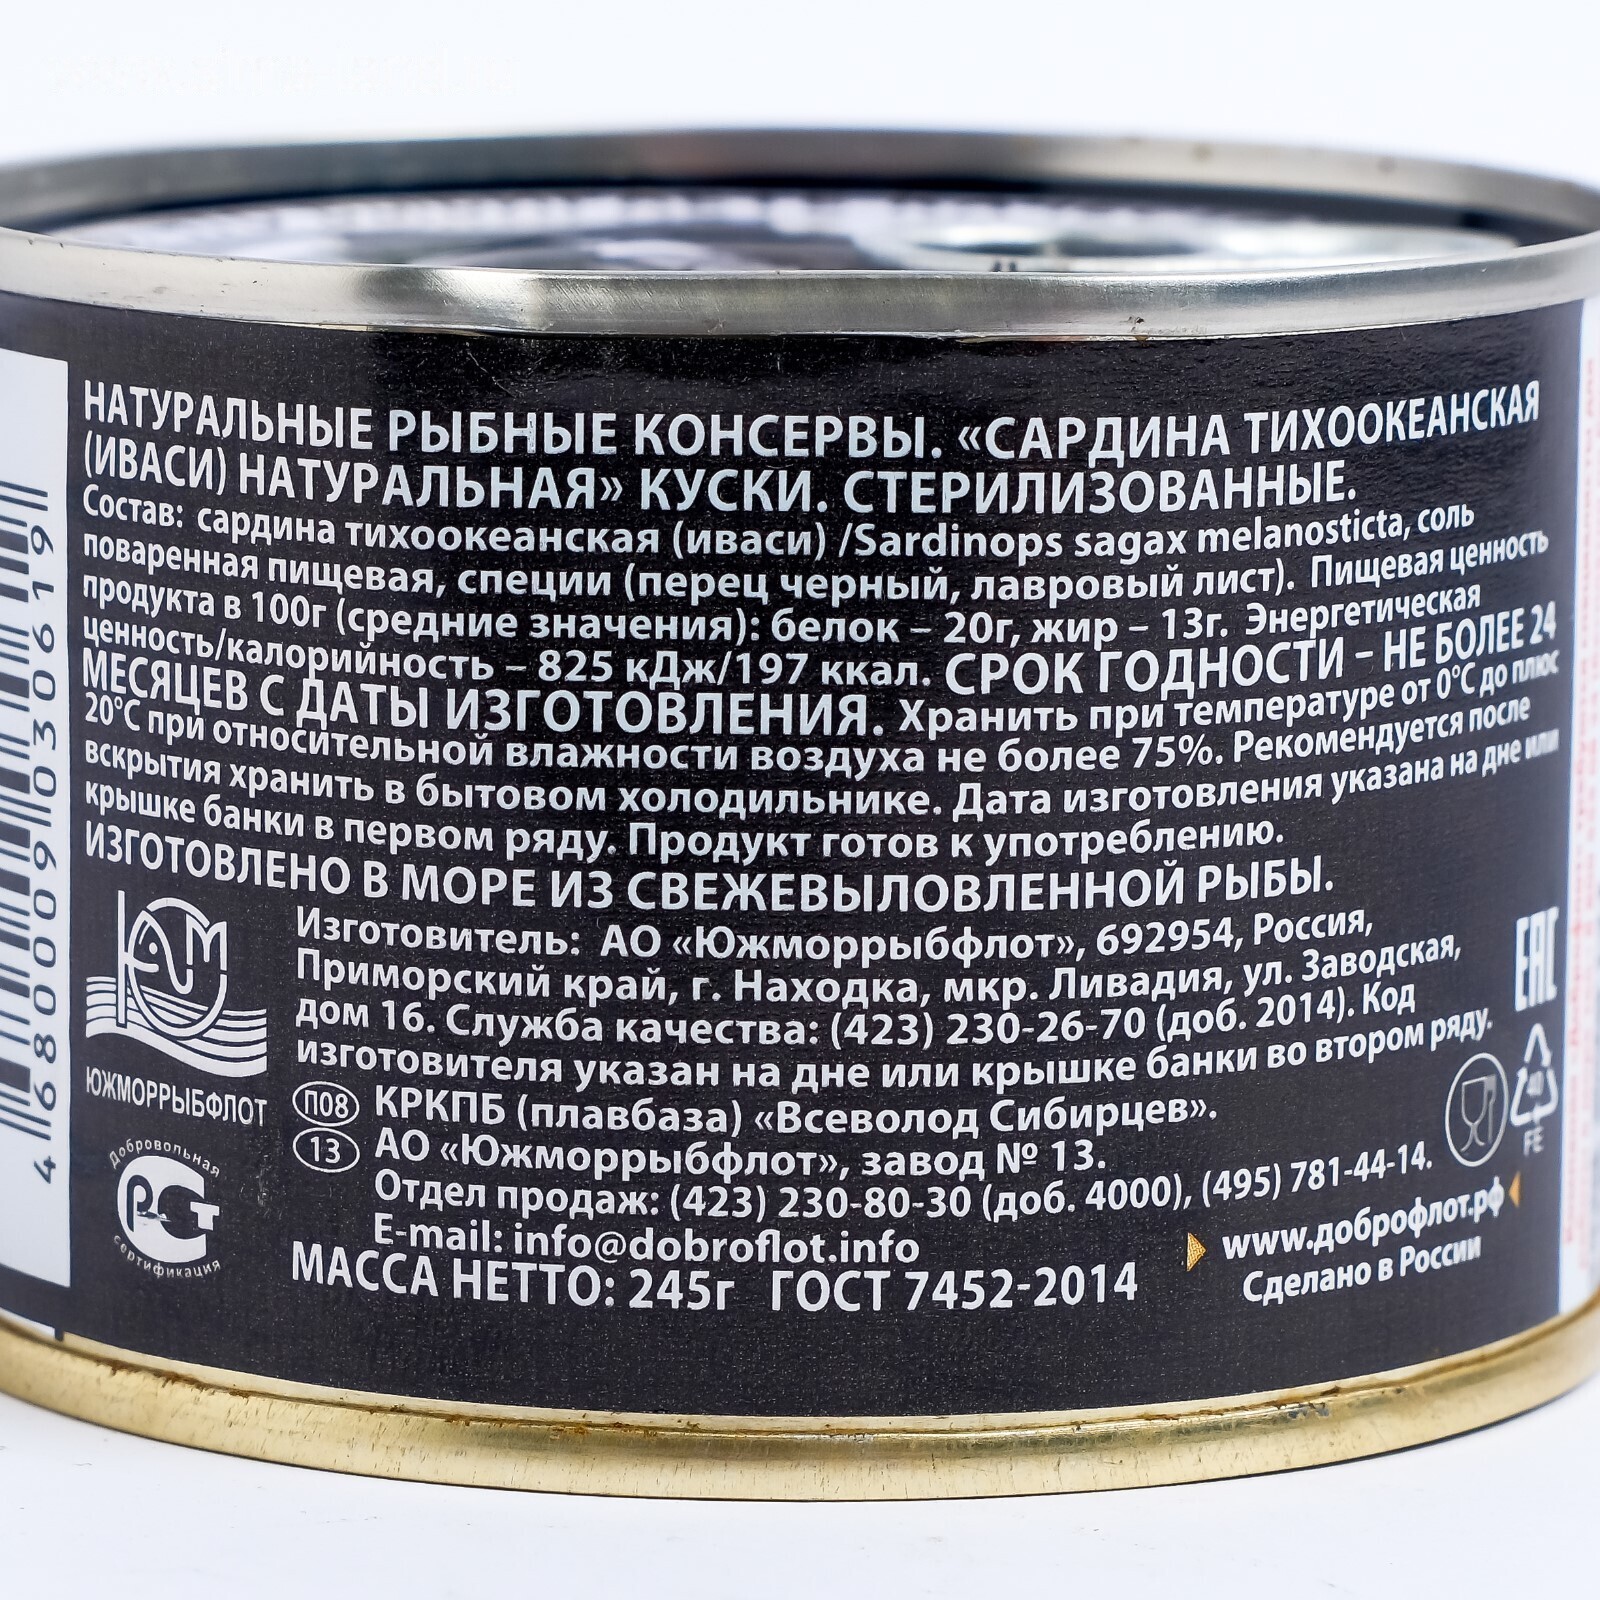 НАТУРАЛЬНЫЕ РЫБНЫЕ КОНСЕРВЫ. «САРДИНА ТИХООКЕАНСКАЯ
(ИВАСИ) НАТУРАЛЬНАЯ» КУСКИ. СТЕРИЛИЗОВАННЫЕ.
Состав: сардина тихоокеанская (иваси) /Sardinops sagax melanosticta, соль
поваренная пищевая, специи (перец черный, лавровый лист). Пищевая ценность
продукта в 100г (средние значения): белок – 20г, жир – 13г. Энергетическая
ценность/калорийность – 825 кДж/197 ккал. СРОК ГОДНОСТИ – НЕ БОЛЕЕ 24
МЕСЯЦЕВ С ДАТЫ ИЗГОТОВЛЕНИЯ. Хранить при температуре от 0°С до плюс
20°С при относительной влажности воздуха не более 75%. Рекомендуется после
вскрытия хранить в бытовом холодильнике. Дата изготовления указана на дне или
крышке банки в первом ряду. Продукт готов к употреблению.
ИЗГОТОВЛЕНО В МОРЕ ИЗ СВЕЖЕВЫЛОВЛЕННОЙ РЫБЫ.
Изготовитель: АО «Южморрыбфлот», 692954, Россия,
Приморский край, г. Находка, мкр. Ливадия, ул. Заводская,
дом 16. Служба качества: (423) 230-26-70 (доб. 2014). Код
изготовителя указан на дне или крышке банки во втором ряду.
П08 КРКПБ (плавбаза) «Всеволод Сибирцев».
13 АО «Южморрыбфлот», завод № 13.
Отдел продаж: (423) 230-80-30 (доб. 4000), (495) 781-44-14.
E-mail: info@dobroflot.info
www.доброфлот.рф
МАССА НЕТТО: 245г ГОСТ 7452-2014
Сделано в России
ЮЖМОРРЫБФЛОТ
Добровольная
РСТ
сертификация
EAC
40
FE
4680009030619